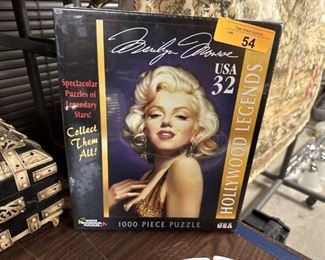 54
Marilyn Monroe
USA
32
Spectacular
Puzzles of
Legendary
Stars!
Collect
Them
All!
HOLLYWOOD LEGENDS
1000 PIECE PUZZLE
USA